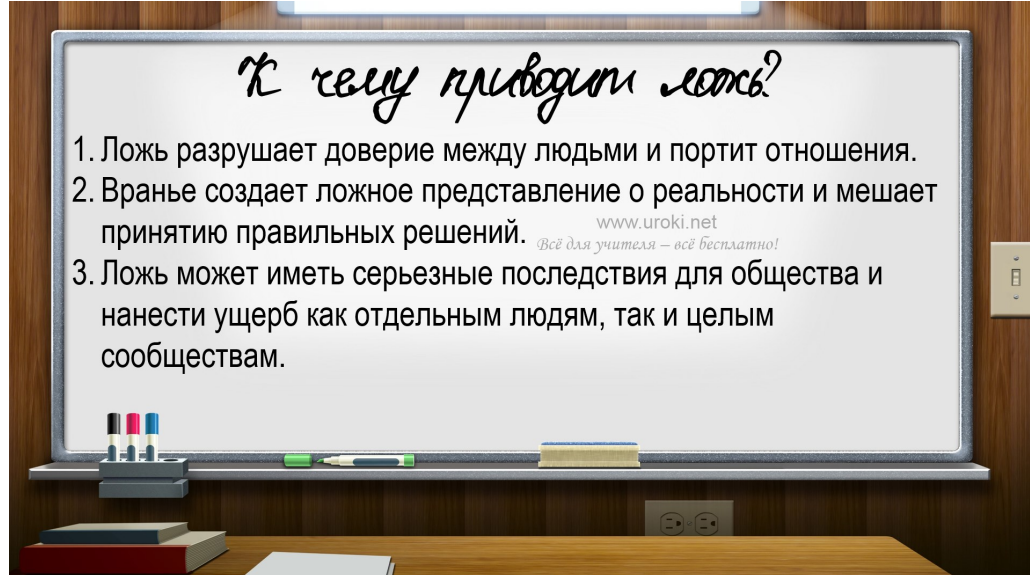 К чему приводит ложь?
1. Ложь разрушает доверие между людьми и портит отношения.
2. Вранье создает ложное представление о реальности и мешает
принятию правильных решений.
www.uroki.net
Всё для учителя – всё бесплатно!
3. Ложь может иметь серьезные последствия для общества и
нанести ущерб как отдельным людям, так и целым
сообществам.